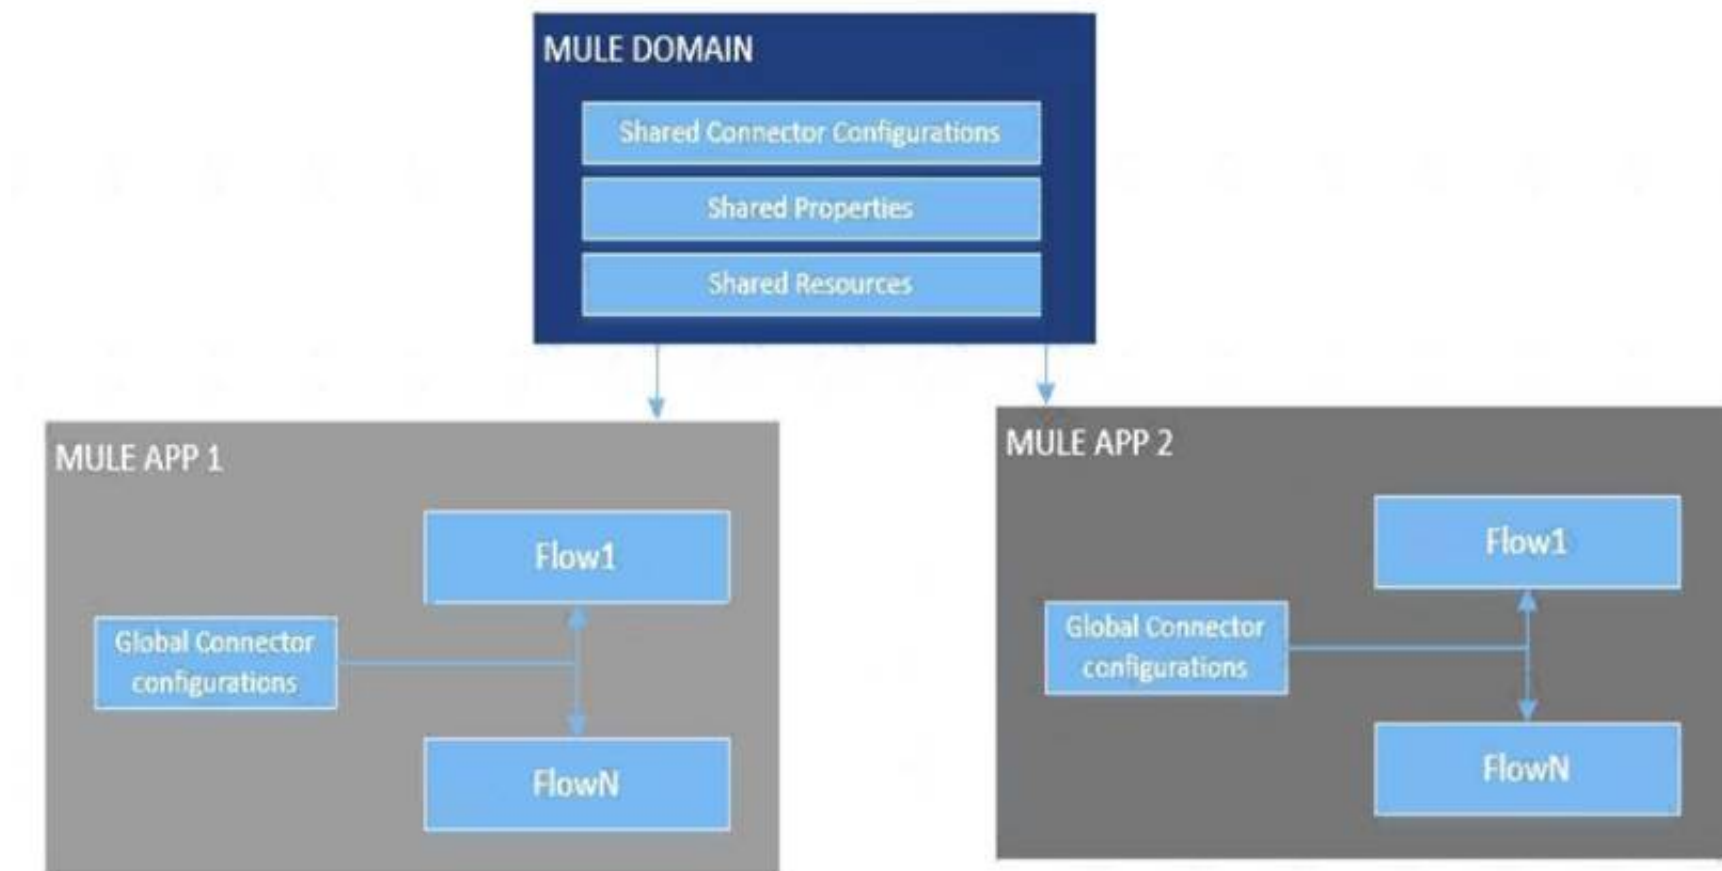 MULE DOMAIN
Shared Connector Configurations
Shared Properties
Shared Resources
MULE APP 1
Flow1
Global Connector
configurations
FlowN
MULE APP 2
Flow1
Global Connector
configurations
FlowN